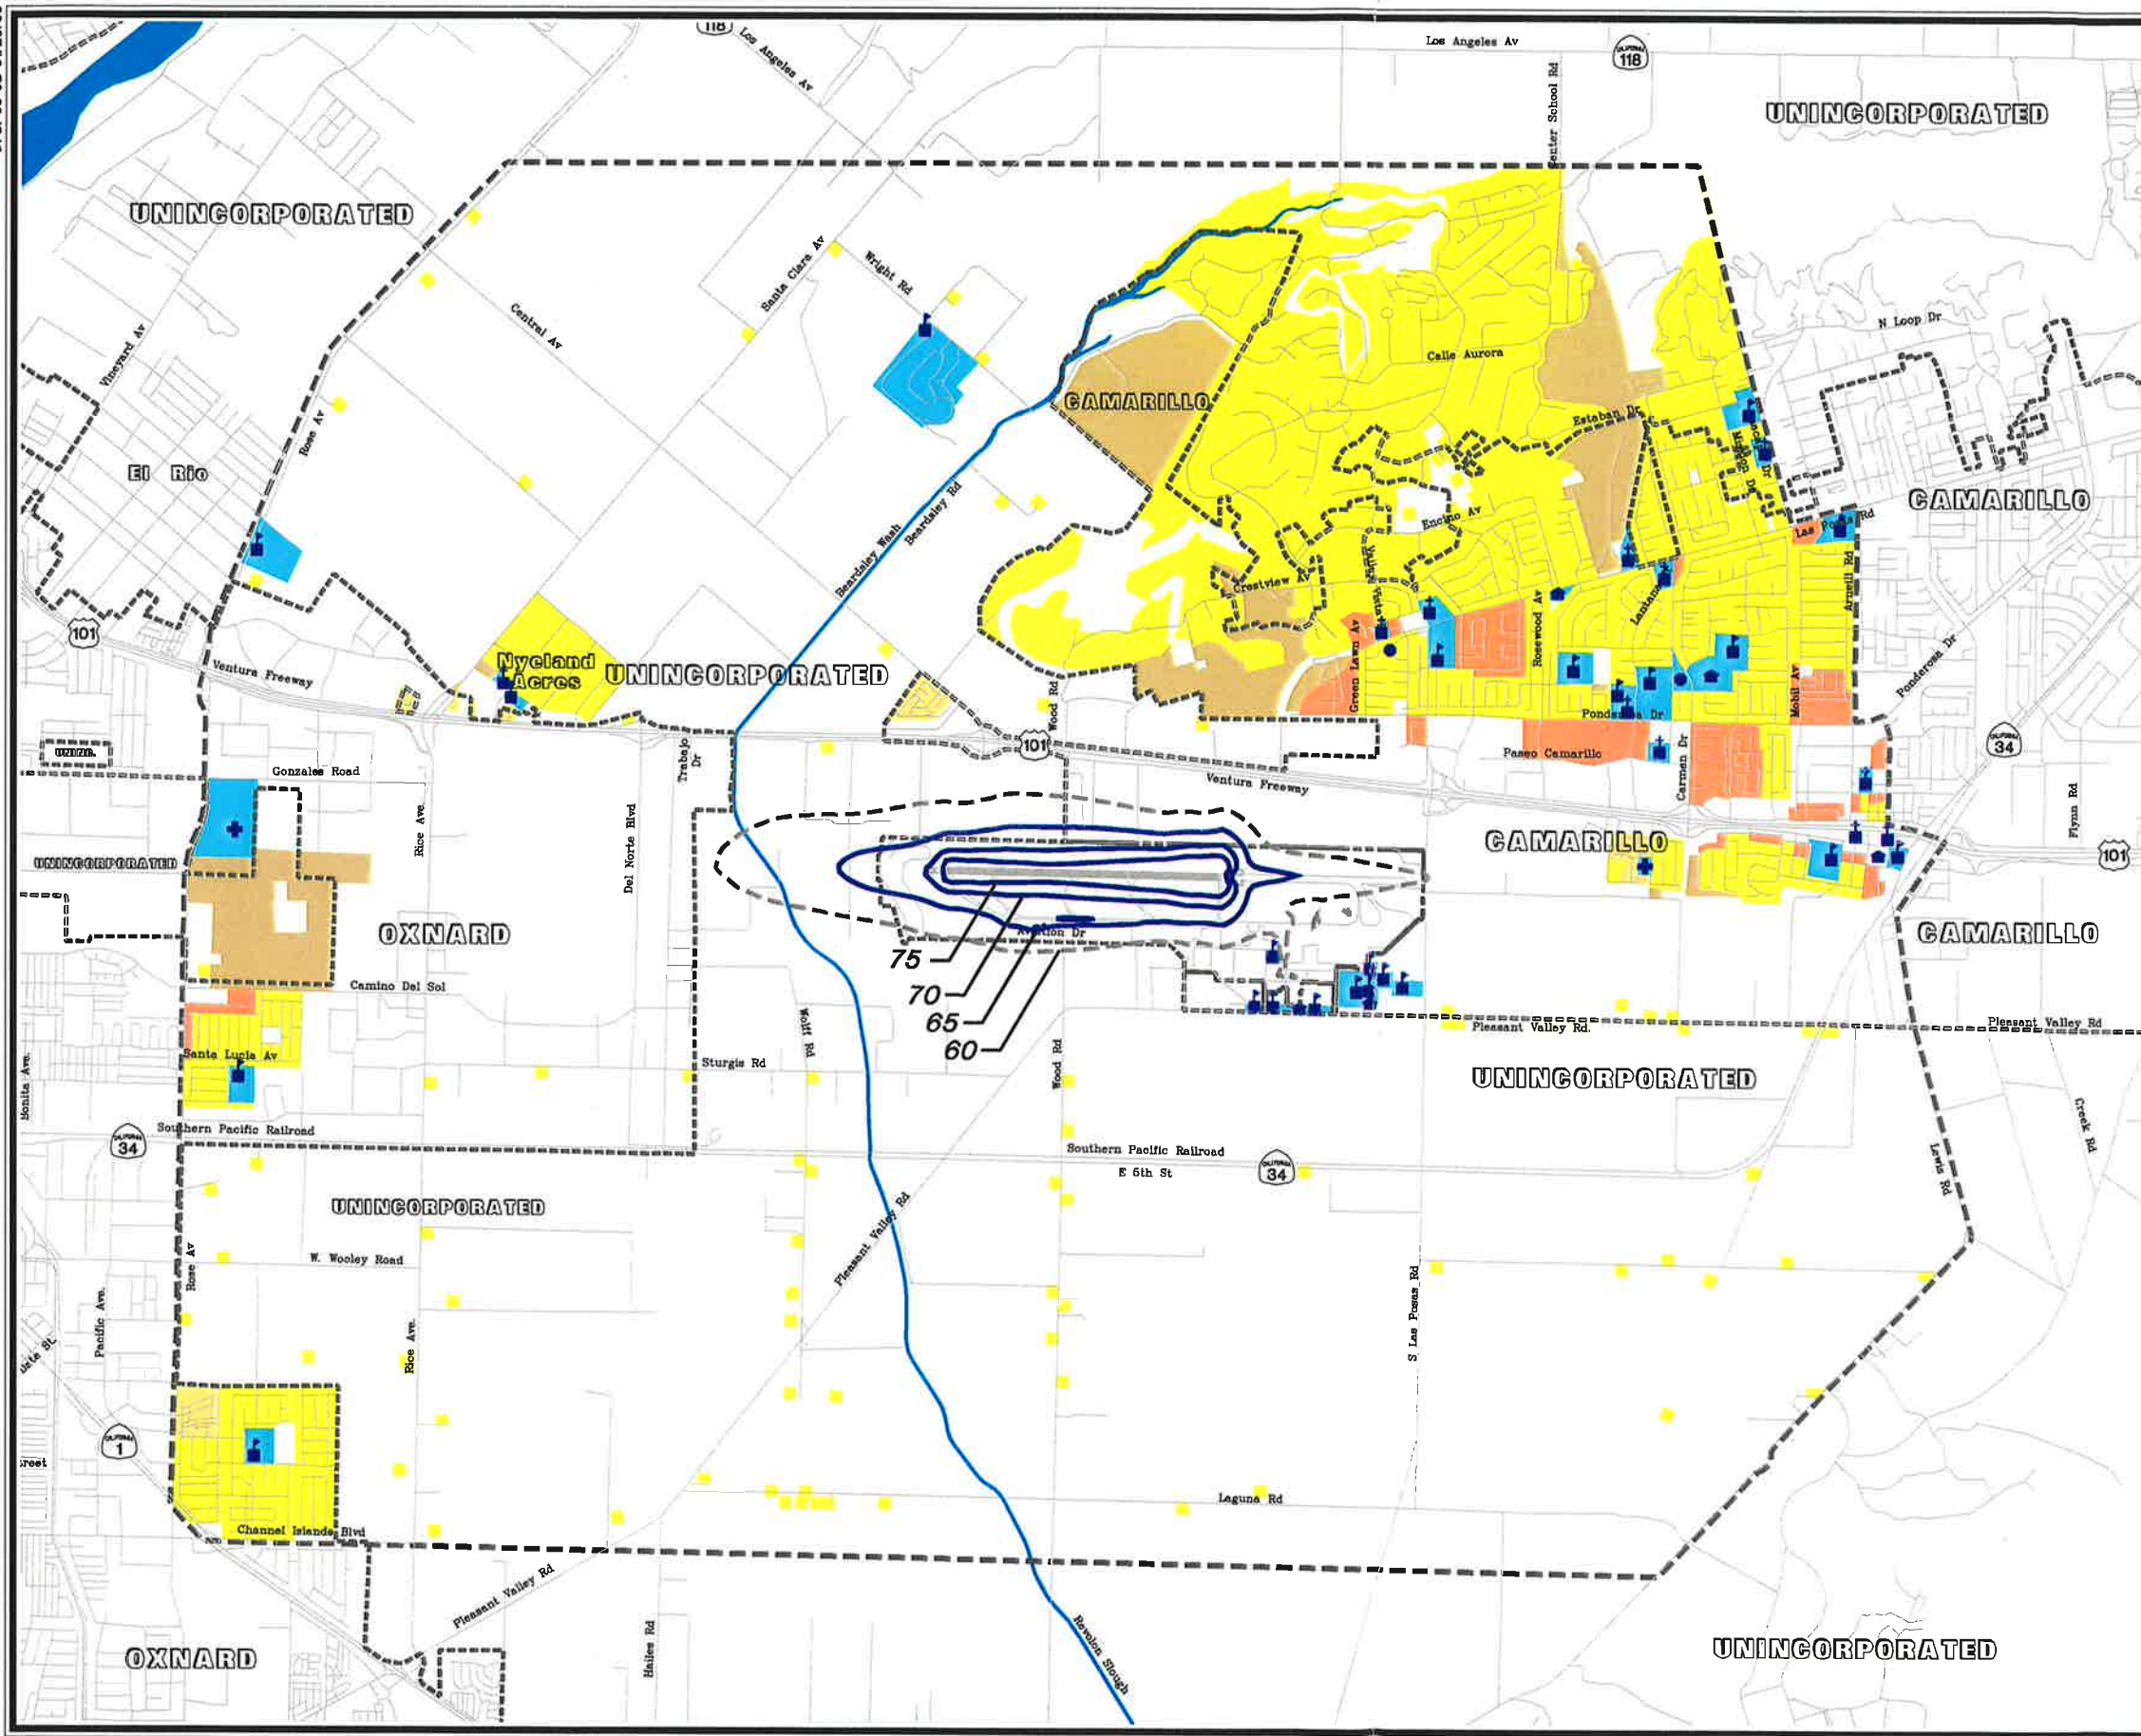 118
Los Angeles Av
Los Angeles Av
CALIFORNIA
118
Center School Rd
UNINCORPORATED
UNINCORPORATED
Santa Clara Av
Wright Rd
Central Av
Vineyard Av
N Loop Dr
Calle Aurora
CAMARILLO
Estaban Dr
Rose Av
El Rio
Beardsley Wash
Beardsley Rd
Encino Av
CAMARILLO
Las Posas Rd
Crestview Av
Arneill Rd
Lantana
101
Ventura Freeway
Nyeland
Acres
UNINCORPORATED
Wood Rd
Green Lawn Av
Rosewood Av
Mobil Av
Ponderosa Dr
Ponderosa Dr
101
UNINC.
Gonzales Road
Trabajo
Dr
Paseo Camarillo
Carmen Dr
CALIFORNIA
34
Ventura Freeway
Rice Ave.
Del Norte Blvd
Flynn Rd
CAMARILLO
UNINCORPORATED
101
OXNARD
Aviation Dr
CAMARILLO
75
70
65
60
Camino Del Sol
Pleasant Valley Rd.
Pleasant Valley Rd
Wolff Rd
Santa Lucia Av
Sturgis Rd
Wood Rd
Bonita Ave.
UNINCORPORATED
Creek Rd
Southern Pacific Railroad
CALIFORNIA
34
Southern Pacific Railroad
E 5th St
CALIFORNIA
34
Lewis Rd
UNINCORPORATED
Pleasant Valley Rd
Rose Av
W. Wooley Road
Pacific Ave.
Rice Ave.
S Las Posas Rd
CALIFORNIA
1
Laguna Rd
Channel Islands Blvd
Pleasant Valley Rd
Hailes Rd
Revolon Slough
OXNARD
UNINCORPORATED